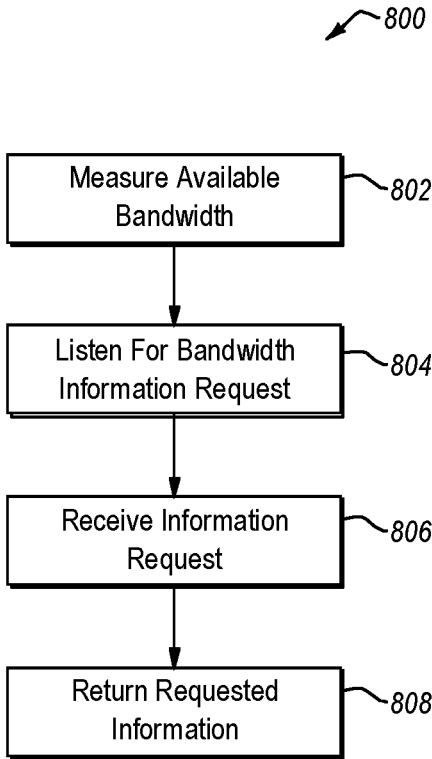 800
Measure Available
Bandwidth
802
Listen For Bandwidth
Information Request
804
Receive Information
Request
806
Return Requested
Information
808